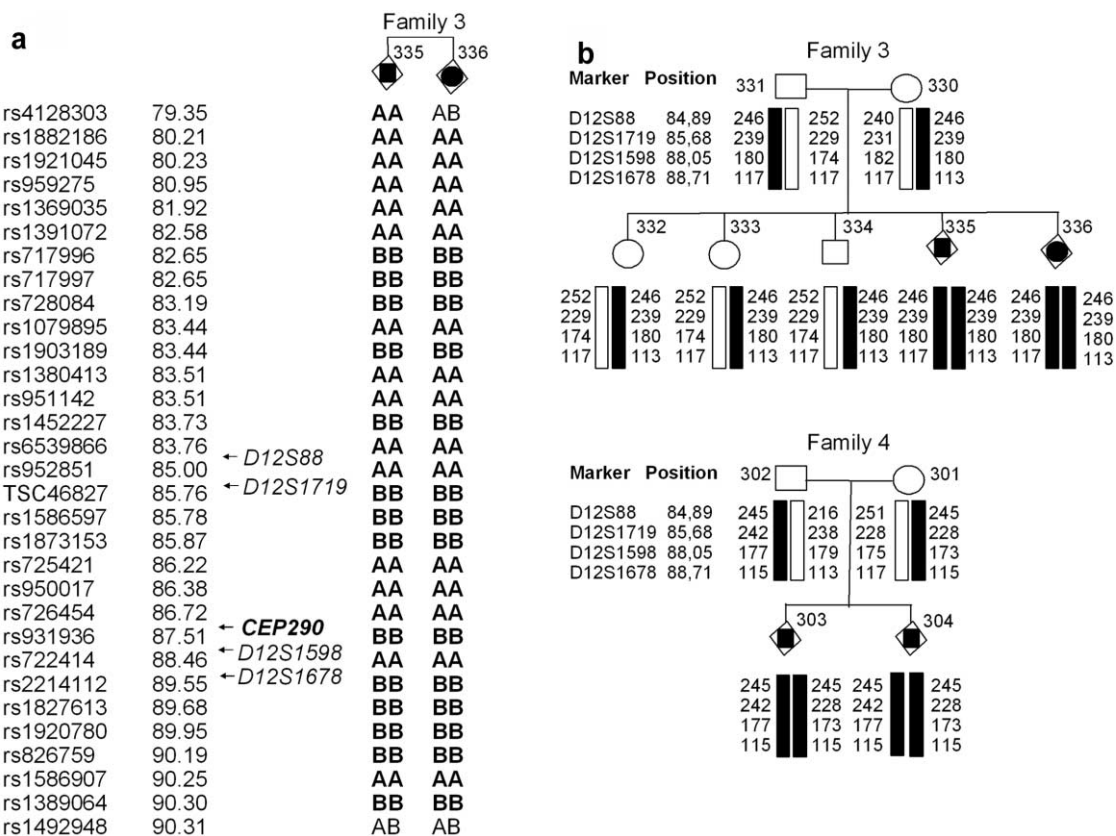 a
Family 3
335 336
rs4128303 79.35 AA AB
rs1882186 80.21 AA AA
rs1921045 80.23 AA AA
rs959275 80.95 AA AA
rs1369035 81.92 AA AA
rs1391072 82.58 AA AA
rs717996 82.65 BB BB
rs717997 82.65 BB BB
rs728084 83.19 BB BB
rs1079895 83.44 AA AA
rs1903189 83.44 BB BB
rs1380413 83.51 AA AA
rs951142 83.51 AA AA
rs1452227 83.73 BB BB
rs6539866 83.76 AA AA
← D12S88
rs952851 85.00 AA AA
TSC46827 85.76 ← D12S1719 BB BB
rs1586597 85.78 BB BB
rs1873153 85.87 BB BB
rs725421 86.22 AA AA
rs950017 86.38 AA AA
rs726454 86.72 AA AA
rs931936 87.51 ← CEP290 BB BB
rs722414 88.46 ← D12S1598 AA AA
rs2214112 89.55 ← D12S1678 BB BB
rs1827613 89.68 BB BB
rs1920780 89.95 BB BB
rs826759 90.19 BB BB
rs1586907 90.25 AA AA
rs1389064 90.30 BB BB
rs1492948 90.31 AB AB
b
Family 3
Marker Position 331 330
D12S88 84,89 246 252 240 246
D12S1719 85,68 239 229 231 239
D12S1598 88,05 180 174 182 180
D12S1678 88,71 117 117 117 113
332 333 334 335 336
252 246 252 246 252 246 246 246 246 246
229 239 229 239 229 239 239 239 239 239
174 180 174 180 174 180 180 180 180 180
117 113 117 113 117 113 117 113 117 113
Family 4
Marker Position 302 301
D12S88 84,89 245 216 251 245
D12S1719 85,68 242 238 228 228
D12S1598 88,05 177 179 175 173
D12S1678 88,71 115 113 117 115
303 304
245 245 245 245
242 228 242 228
177 173 177 173
115 115 115 115